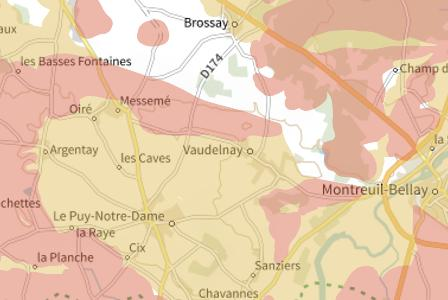 Brossay
aux
les Basses Fontaines
D174
Champ d
Messemé
Oiré
Argentay
les Caves
Vaudelnay
la
Montreuil-Bellay
chettes
Le Puy-Notre-Dame
la Raye
Cix
la Planche
Sanziers
Chavannes